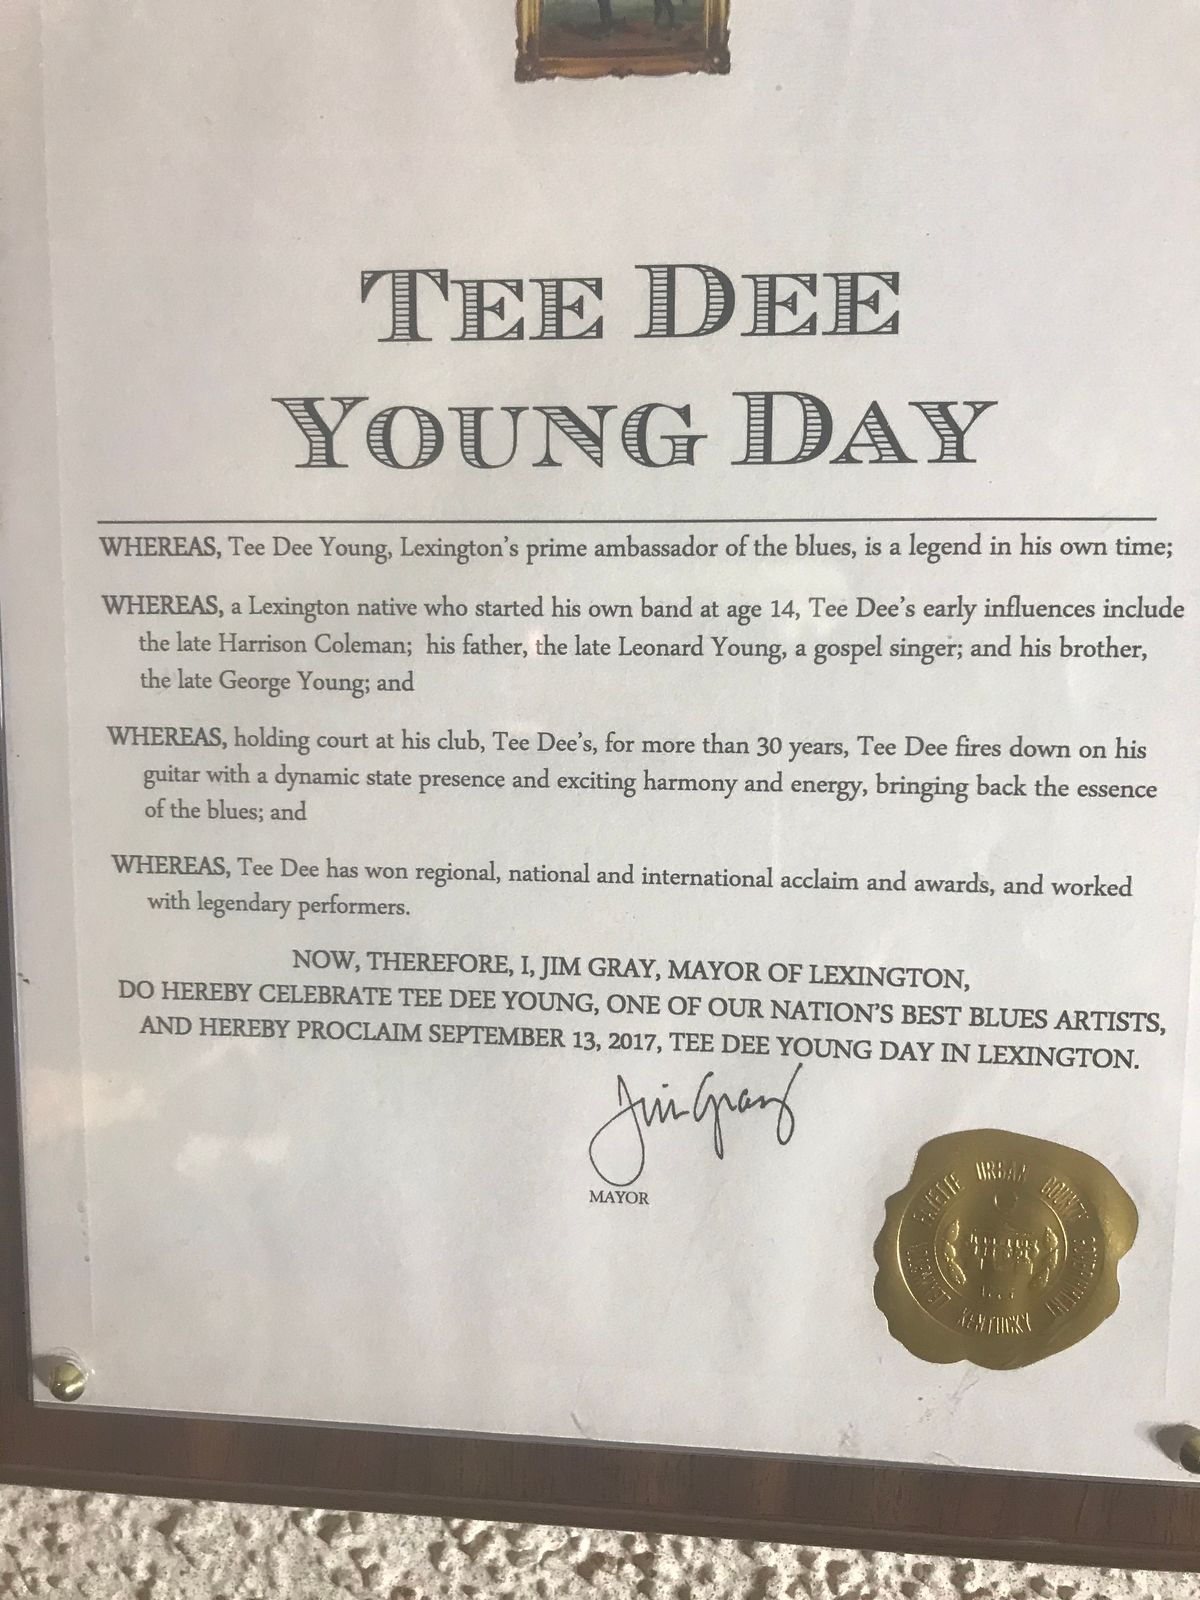 TEE DEE
YOUNG DAY
WHEREAS, Tee Dee Young, Lexington's prime ambassador of the blues, is a legend in his own time;
WHEREAS, a Lexington native who started his own band at age 14, Tee Dee's early influences include
the late Harrison Coleman; his father, the late Leonard Young, a gospel singer; and his brother,
the late George Young; and
WHEREAS, holding court at his club, Tee Dee's, for more than 30 years, Tee Dee fires down on his
guitar with a dynamic state presence and exciting harmony and energy, bringing back the essence
of the blues; and
WHEREAS, Tee Dee has won regional, national and international acclaim and awards, and worked
with legendary performers.
NOW, THEREFORE, I, JIM GRAY, MAYOR OF LEXINGTON,
DO HEREBY CELEBRATE TEE DEE YOUNG, ONE OF OUR NATION'S BEST BLUES ARTISTS,
AND HEREBY PROCLAIM SEPTEMBER 13, 2017, TEE DEE YOUNG DAY IN LEXINGTON.
Jim Gray
MAYOR
FAYETTE URBAN COUNTY GOVERNMENT
KENTUCKY